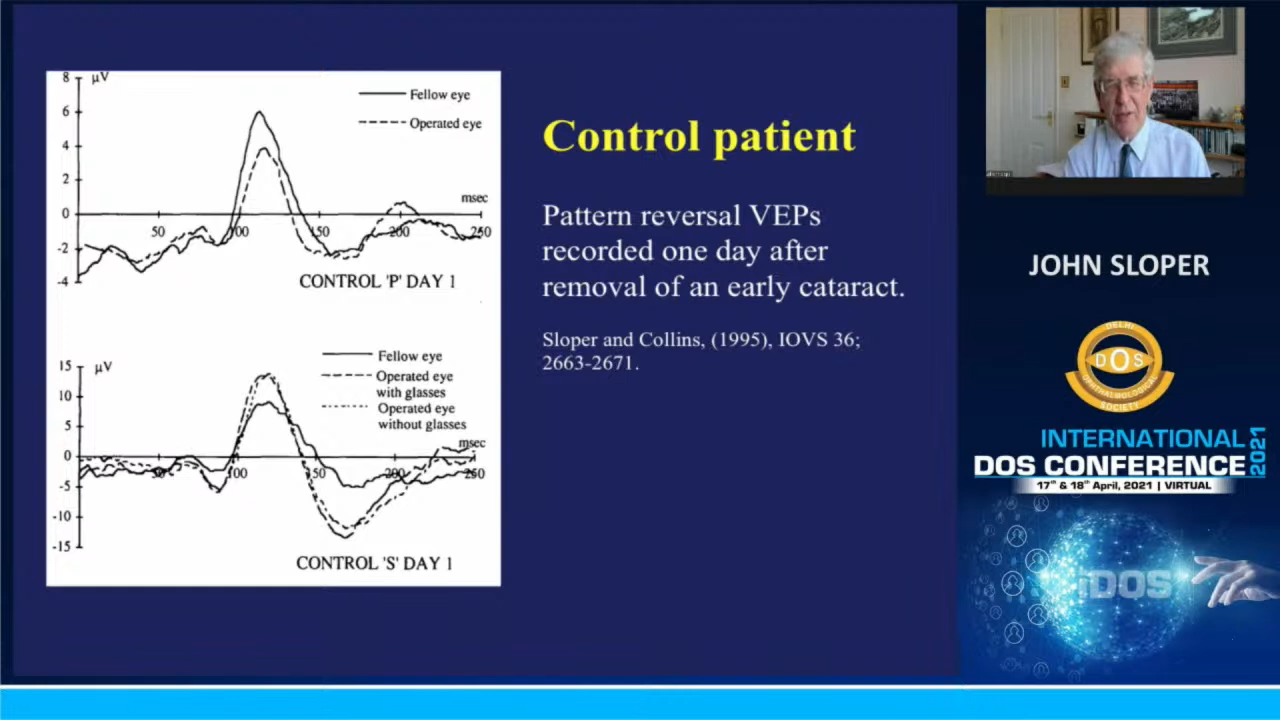 8
µV
6
4
2
0
-2
-4
50
100
150
200
250
msec
Fellow eye
Operated eye
CONTROL 'P' DAY 1
15
µV
10
5
0
-5
-10
-15
50
100
150
200
250
msec
Fellow eye
Operated eye
with glasses
Operated eye
without glasses
CONTROL 'S' DAY 1
Control patient
Pattern reversal VEPs
recorded one day after
removal of an early cataract.
Sloper and Collins, (1995), IOVS 36;
2663-2671.
JOHN SLOPER
DELHI
DOS
OPHTHALMOLOGICAL
SOCIETY
INTERNATIONAL
DOS CONFERENCE
2021
17th & 18th April, 2021 | VIRTUAL
iDOS